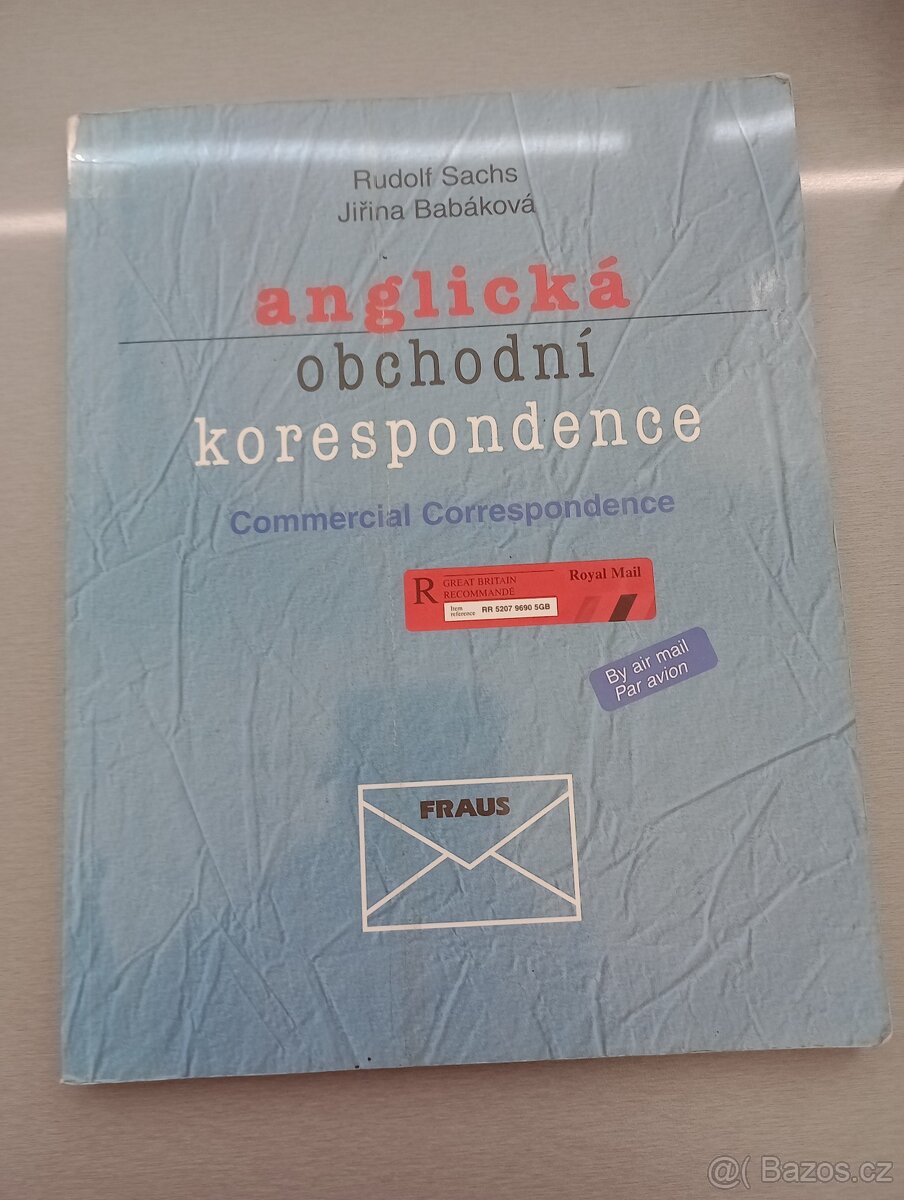 Rudolf Sachs
Jiřina Babáková
anglická
obchodní
korespondence
Commercial Correspondence
R GREAT BRITAIN Royal Mail
RECOMMANDÉ
Item reference RR 5207 9690 5GB
By air mail
Par avion
FRAUS
@( Bazos.cz